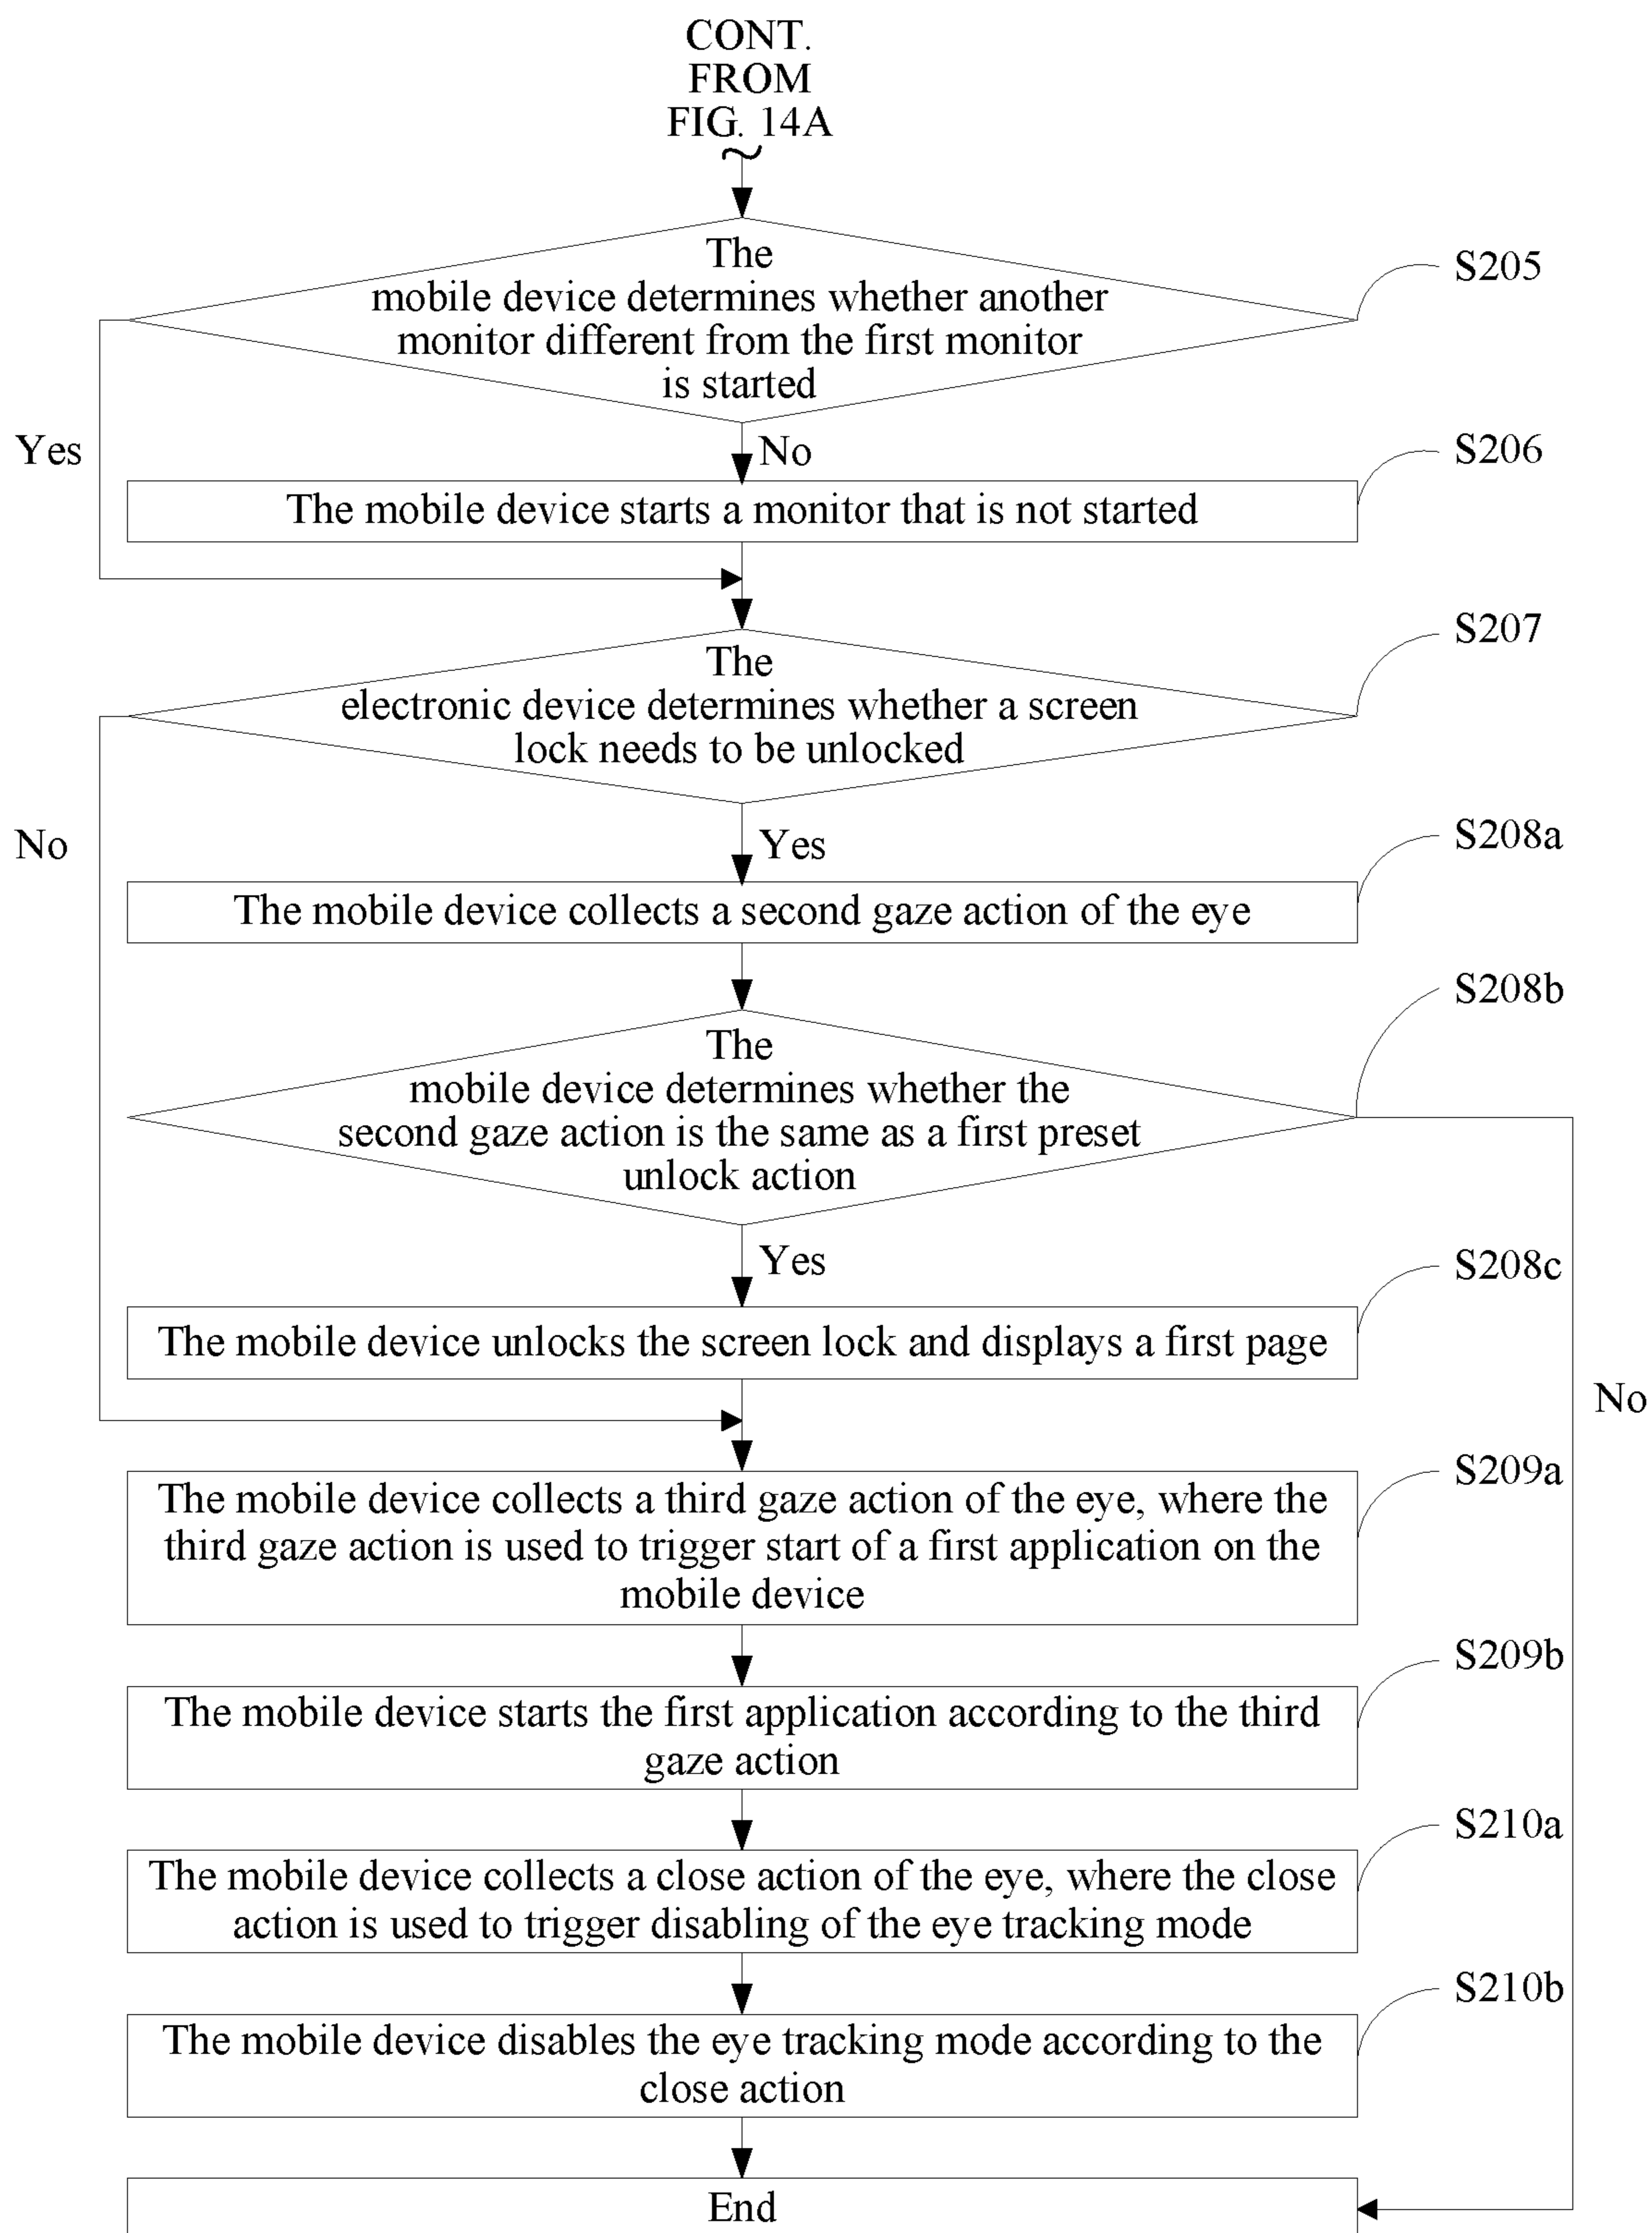 CONT.
FROM
FIG. 14A
The
mobile device determines whether another
monitor different from the first monitor
is started
S205
Yes
No
S206
The mobile device starts a monitor that is not started
S207
The
electronic device determines whether a screen
lock needs to be unlocked
No
Yes
S208a
The mobile device collects a second gaze action of the eye
S208b
The
mobile device determines whether the
second gaze action is the same as a first preset
unlock action
Yes
S208c
The mobile device unlocks the screen lock and displays a first page
No
S209a
The mobile device collects a third gaze action of the eye, where the
third gaze action is used to trigger start of a first application on the
mobile device
S209b
The mobile device starts the first application according to the third
gaze action
S210a
The mobile device collects a close action of the eye, where the close
action is used to trigger disabling of the eye tracking mode
S210b
The mobile device disables the eye tracking mode according to the
close action
End